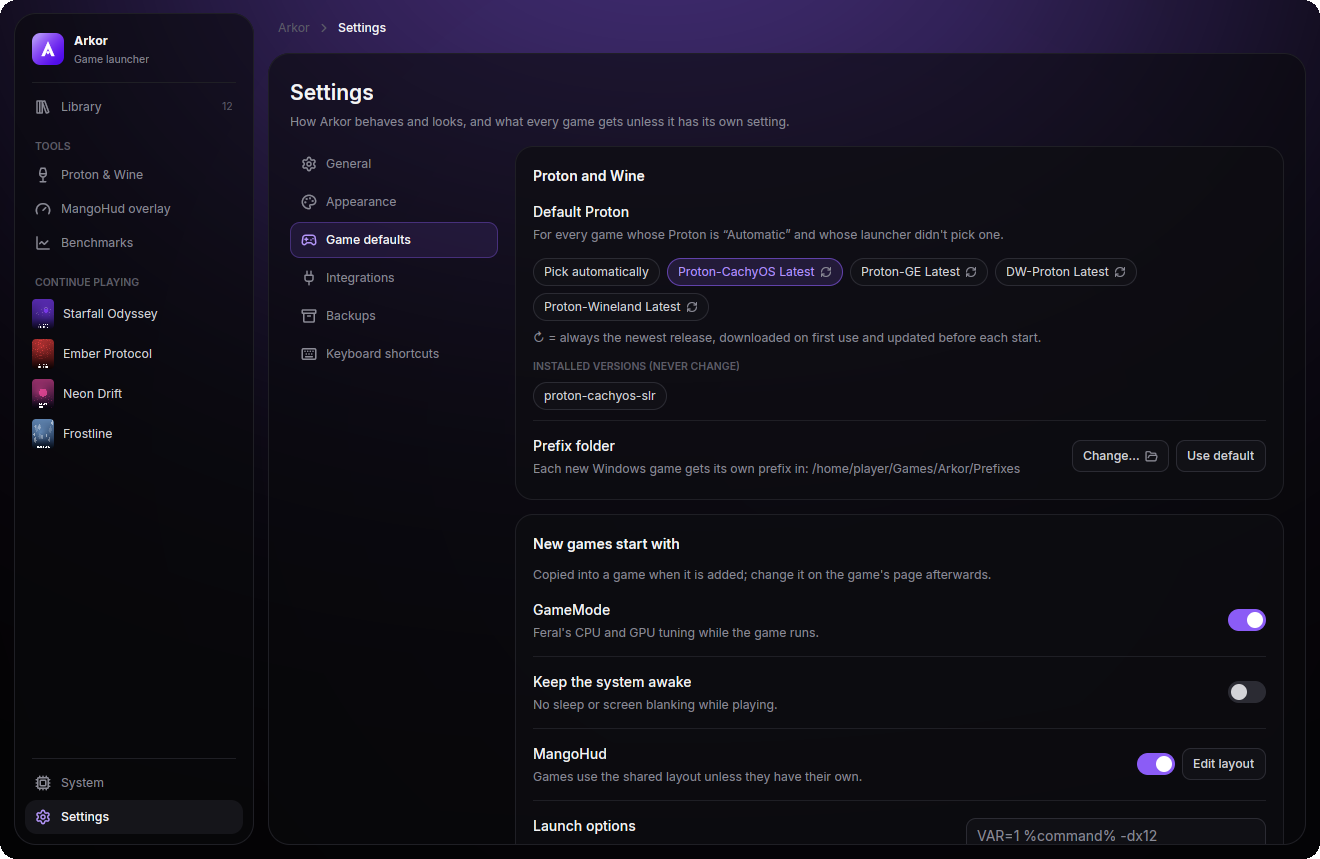 Arkor
Game launcher
Library 12
TOOLS
Proton & Wine
MangoHud overlay
Benchmarks
CONTINUE PLAYING
Starfall Odyssey
Ember Protocol
Neon Drift
Frostline
System
Settings
Arkor > Settings
Settings
How Arkor behaves and looks, and what every game gets unless it has its own setting.
General
Appearance
Game defaults
Integrations
Backups
Keyboard shortcuts
Proton and Wine
Default Proton
For every game whose Proton is “Automatic” and whose launcher didn't pick one.
Pick automatically Proton-CachyOS Latest Proton-GE Latest DW-Proton Latest
Proton-Wineland Latest
↻ = always the newest release, downloaded on first use and updated before each start.
INSTALLED VERSIONS (NEVER CHANGE)
proton-cachyos-slr
Prefix folder
Each new Windows game gets its own prefix in: /home/player/Games/Arkor/Prefixes
Change... Use default
New games start with
Copied into a game when it is added; change it on the game's page afterwards.
GameMode
Feral's CPU and GPU tuning while the game runs.
Keep the system awake
No sleep or screen blanking while playing.
MangoHud
Games use the shared layout unless they have their own.
Edit layout
Launch options
VAR=1 %command% -dx12